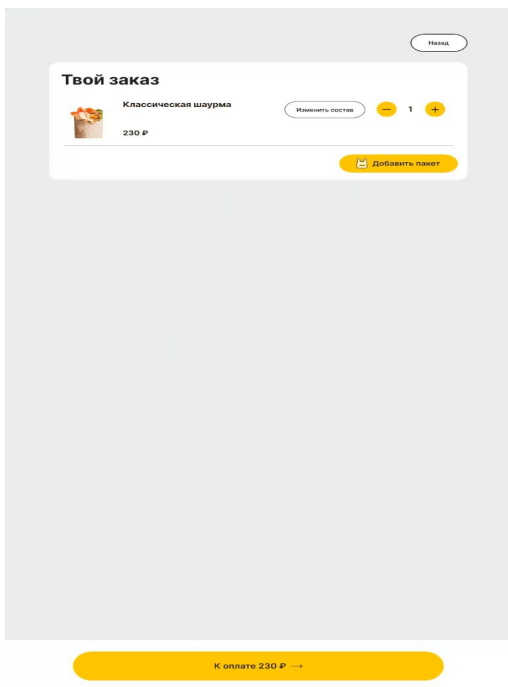 Назад
Твой заказ
Классическая шаурма
Изменить состав
— 1 +
230 ₽
Добавить пакет
К оплате 230 ₽ →